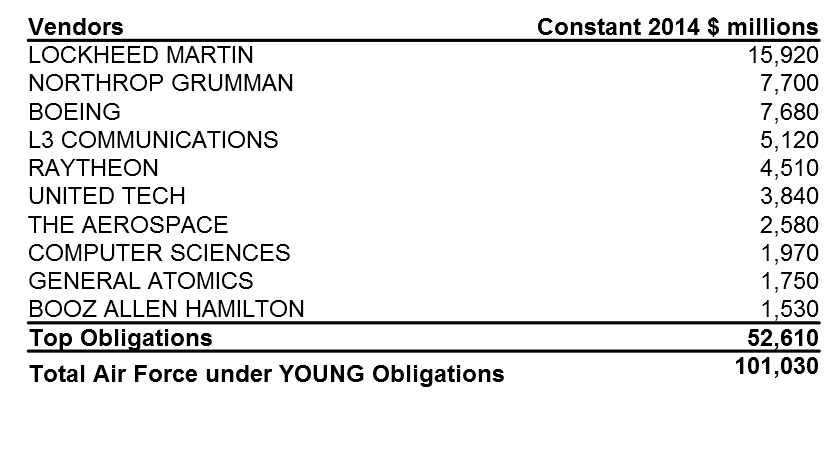 Vendors Constant 2014 $ millions
LOCKHEED MARTIN 15,920
NORTHROP GRUMMAN 7,700
BOEING 7,680
L3 COMMUNICATIONS 5,120
RAYTHEON 4,510
UNITED TECH 3,840
THE AEROSPACE 2,580
COMPUTER SCIENCES 1,970
GENERAL ATOMICS 1,750
BOOZ ALLEN HAMILTON 1,530
Top Obligations 52,610
Total Air Force under YOUNG Obligations 101,030